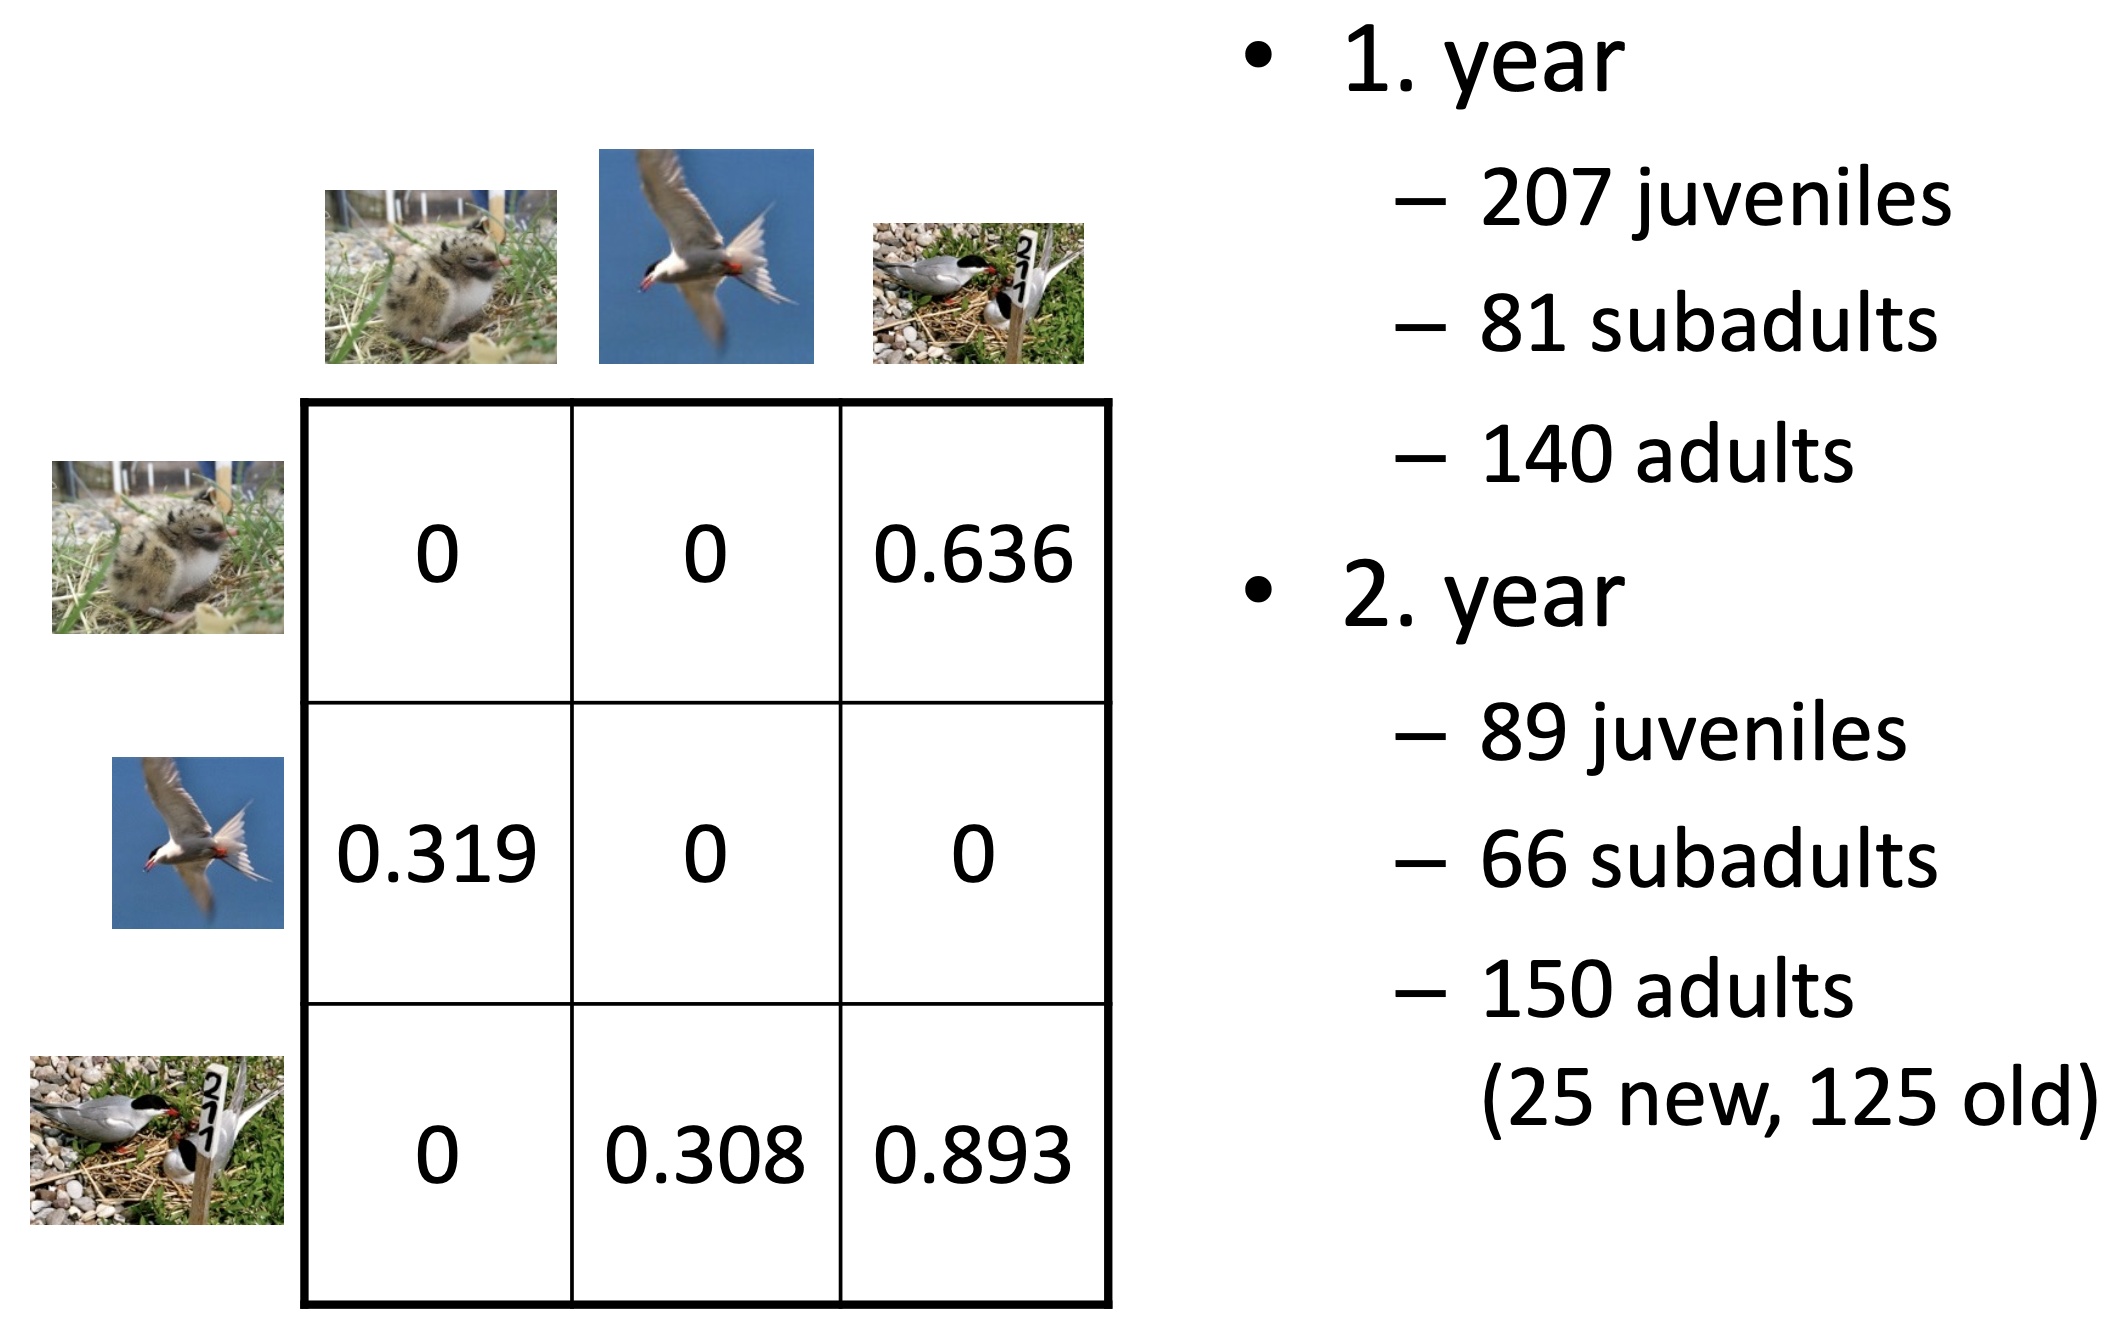 • 1. year
– 207 juveniles
– 81 subadults
– 140 adults
• 2. year
– 89 juveniles
– 66 subadults
– 150 adults
(25 new, 125 old)
211
0 0 0.636
0.319 0 0
211
0 0.308 0.893